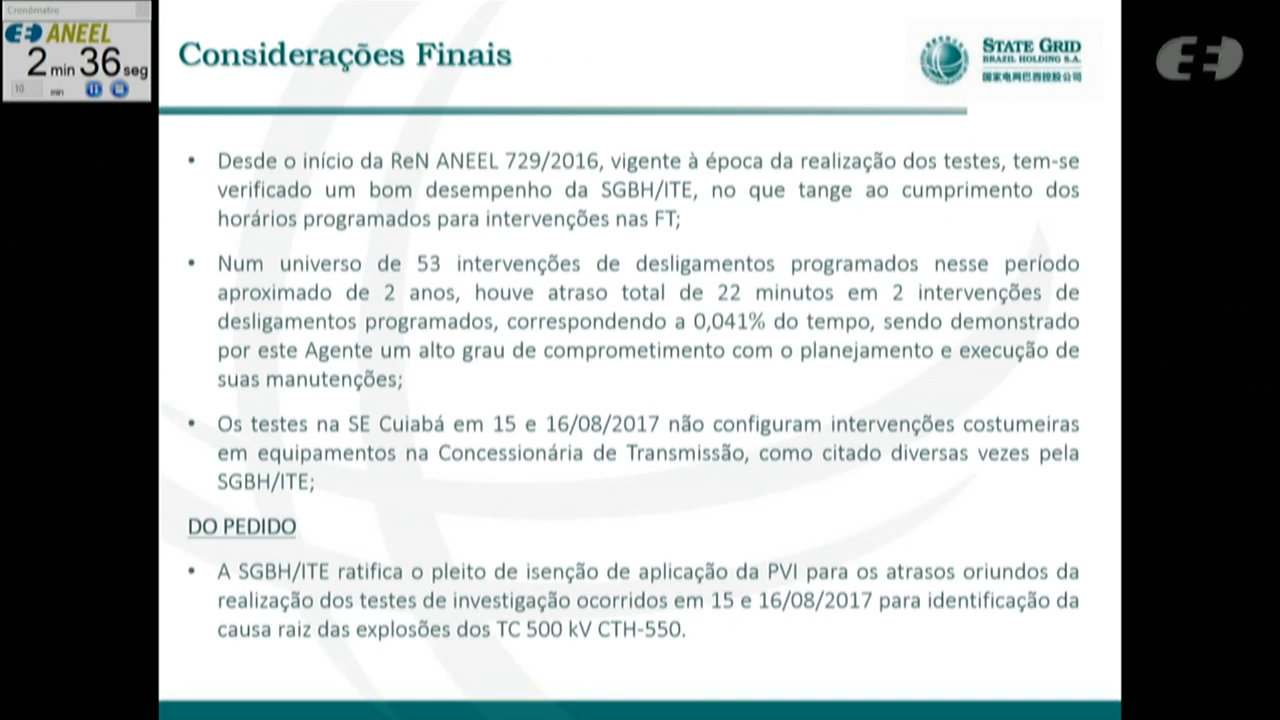 Cronômetro
ANEEL
2 min 36 seg
10 min
Considerações Finais
STATE GRID
BRAZIL HOLDING S.A.
国家电网巴西控股公司
• Desde o início da ReN ANEEL 729/2016, vigente à época da realização dos testes, tem-se
verificado um bom desempenho da SGBH/ITE, no que tange ao cumprimento dos
horários programados para intervenções nas FT;
• Num universo de 53 intervenções de desligamentos programados nesse período
aproximado de 2 anos, houve atraso total de 22 minutos em 2 intervenções de
desligamentos programados, correspondendo a 0,041% do tempo, sendo demonstrado
por este Agente um alto grau de comprometimento com o planejamento e execução de
suas manutenções;
• Os testes na SE Cuiabá em 15 e 16/08/2017 não configuram intervenções costumeiras
em equipamentos na Concessionária de Transmissão, como citado diversas vezes pela
SGBH/ITE;
DO PEDIDO
• A SGBH/ITE ratifica o pleito de isenção de aplicação da PVI para os atrasos oriundos da
realização dos testes de investigação ocorridos em 15 e 16/08/2017 para identificação da
causa raiz das explosões dos TC 500 kV CTH-550.